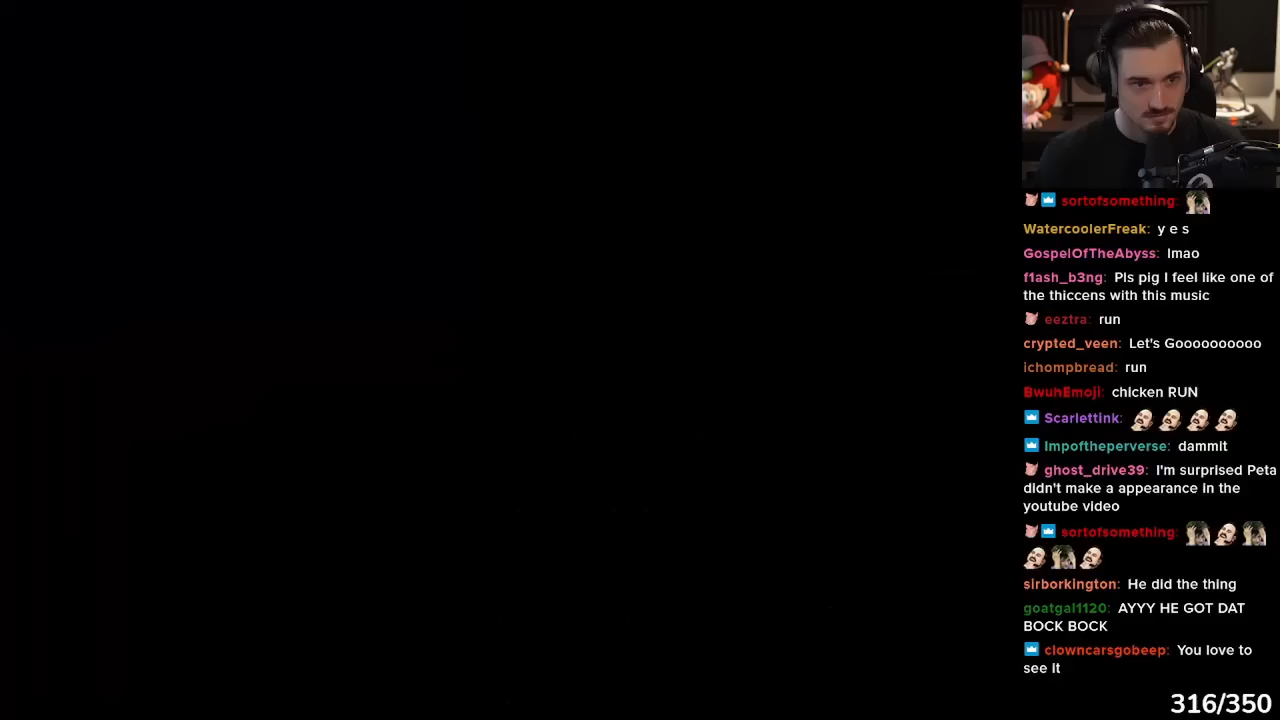 sortofsomething:
WatercoolerFreak: y e s
GospelOfTheAbyss: lmao
f1ash_b3ng: Pls pig I feel like one of
the thiccens with this music
eeztra: run
crypted_veen: Let's Goooooooooo
ichompbread: run
BwuhEmoji: chicken RUN
Scarlettink:
Impoftheperverse: dammit
ghost_drive39: I'm surprised Peta
didn't make a appearance in the
youtube video
sortofsomething:
sirborkington: He did the thing
goatgal1120: AYYY HE GOT DAT
BOCK BOCK
clowncarsgobeep: You love to
see it
316/350